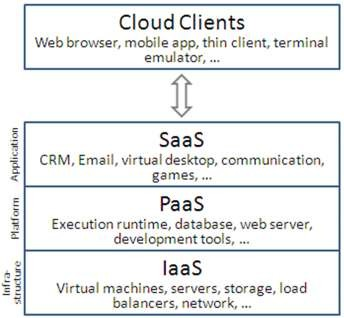 Cloud Clients
Web browser, mobile app, thin client, terminal
emulator, ...
Application
SaaS
CRM, Email, virtual desktop, communication,
games, ...
Platform
PaaS
Execution runtime, database, web server,
development tools, ...
Infra-
structure
IaaS
Virtual machines, servers, storage, load
balancers, network, ...